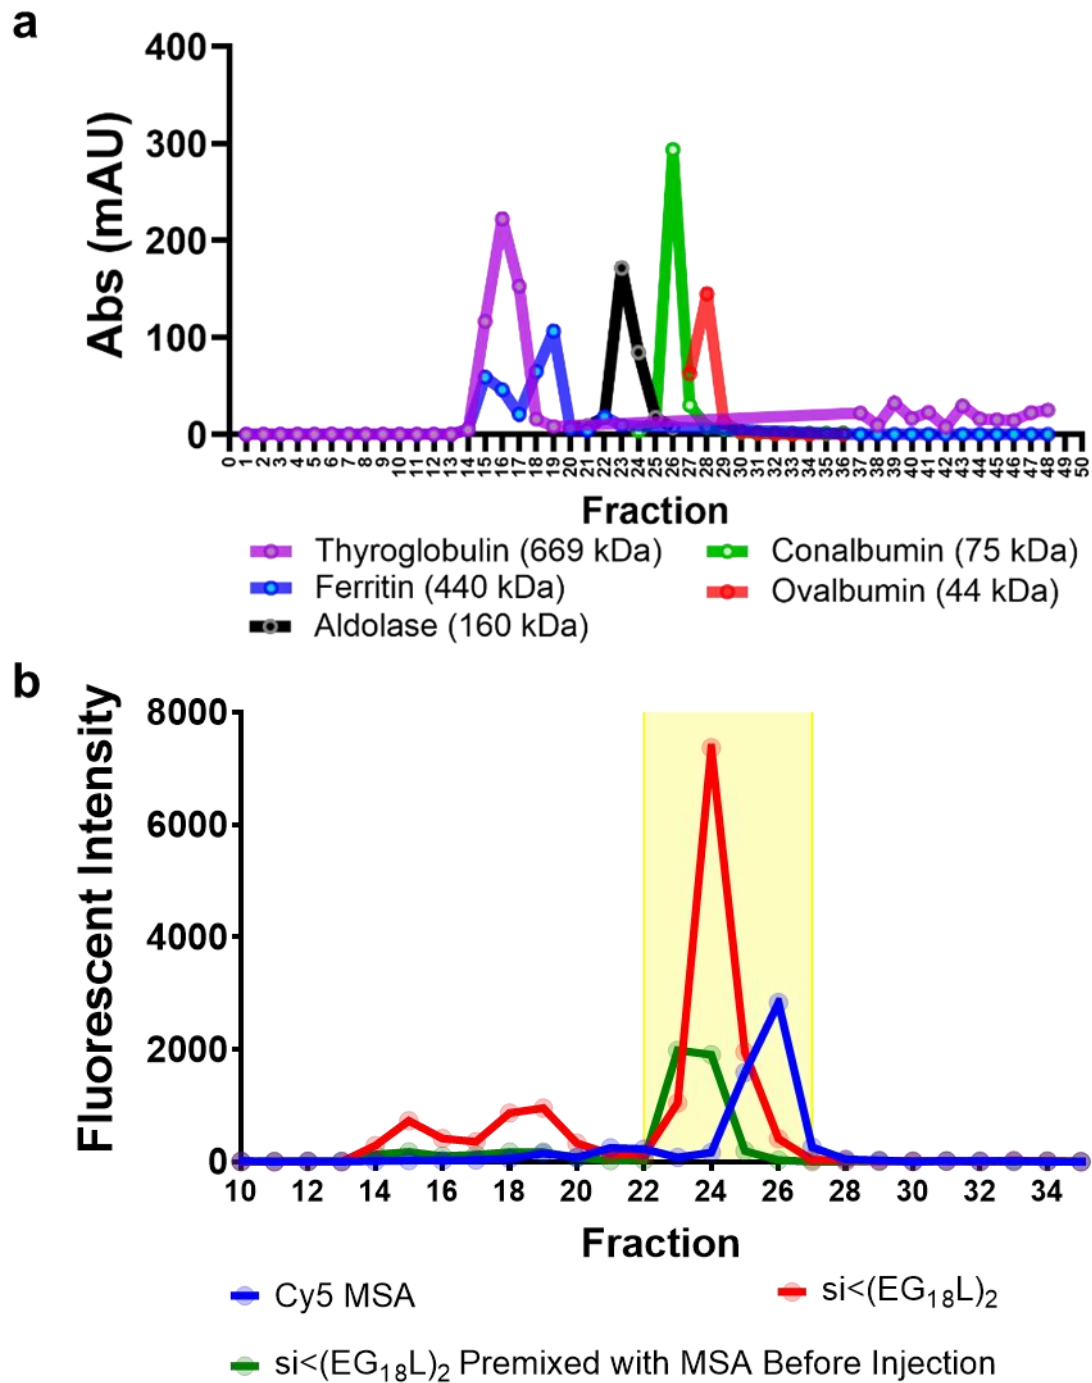 a
Abs (mAU)
400
300
200
100
0
0 1 2 3 4 5 6 7 8 9 10 11 12 13 14 15 16 17 18 19 20 21 22 23 24 25 26 27 28 29 30 31 32 33 34 35 36 37 38 39 40 41 42 43 44 45 46 47 48 49 50
Fraction
Thyroglobulin (669 kDa)
Conalbumin (75 kDa)
Ferritin (440 kDa)
Ovalbumin (44 kDa)
Aldolase (160 kDa)
b
Fluorescent Intensity
8000
6000
4000
2000
0
10 12 14 16 18 20 22 24 26 28 30 32 34
Fraction
Cy5 MSA
si<(EG₁₈L)₂
si<(EG₁₈L)₂ Premixed with MSA Before Injection